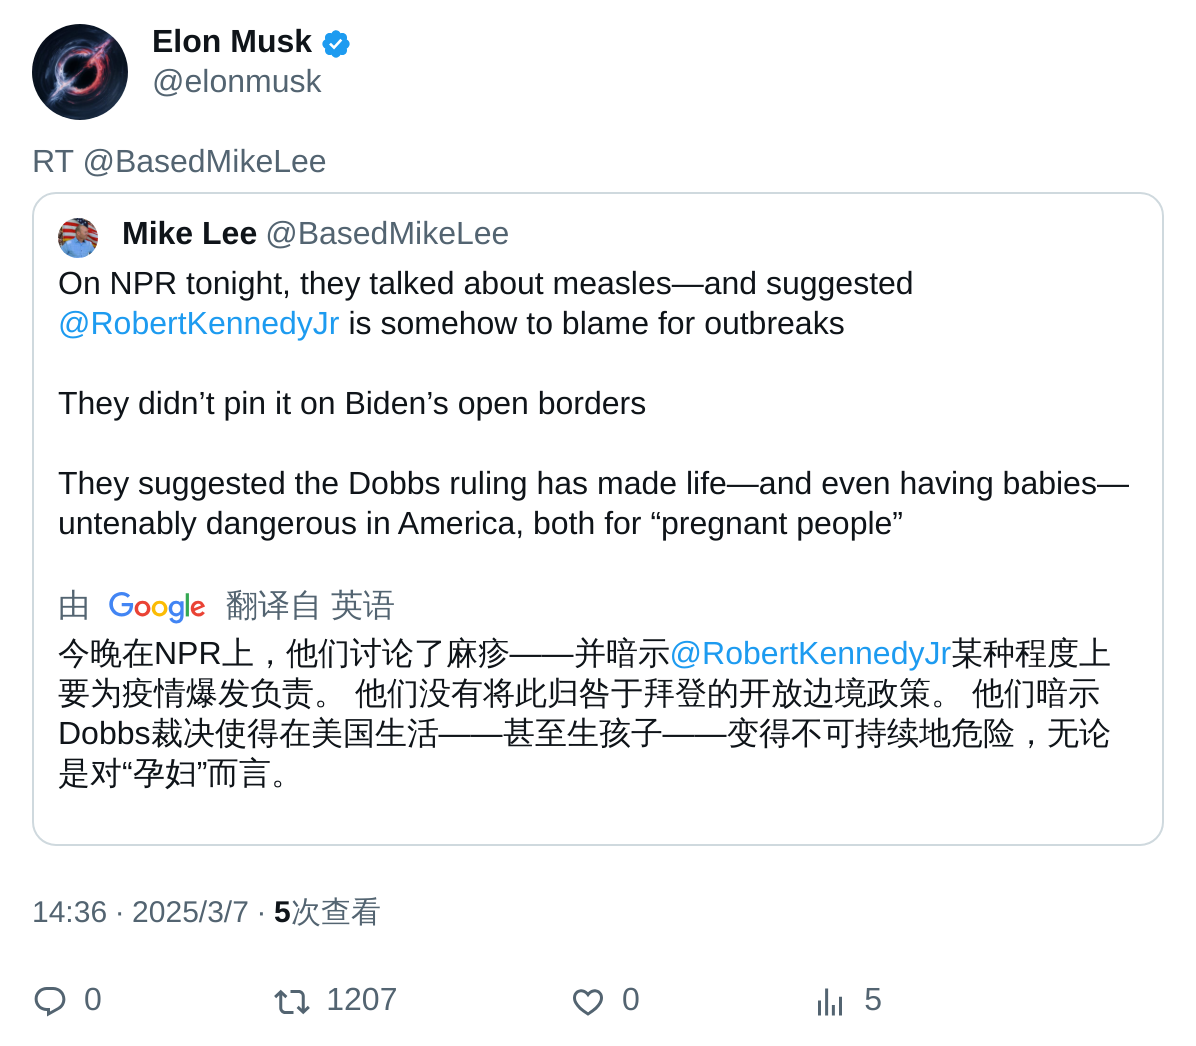 Elon Musk
@elonmusk
RT @BasedMikeLee
Mike Lee @BasedMikeLee
On NPR tonight, they talked about measles—and suggested
@RobertKennedyJr is somehow to blame for outbreaks
They didn’t pin it on Biden’s open borders
They suggested the Dobbs ruling has made life—and even having babies—
untenably dangerous in America, both for “pregnant people”
由 Google 翻译自 英语
今晚在NPR上，他们讨论了麻疹——并暗示@RobertKennedyJr某种程度上
要为疫情爆发负责。 他们没有将此归咎于拜登的开放边境政策。 他们暗示
Dobbs裁决使得在美国生活——甚至生孩子——变得不可持续地危险，无论
是对“孕妇”而言。
14:36 · 2025/3/7 · 5次查看
0 1207 0 5